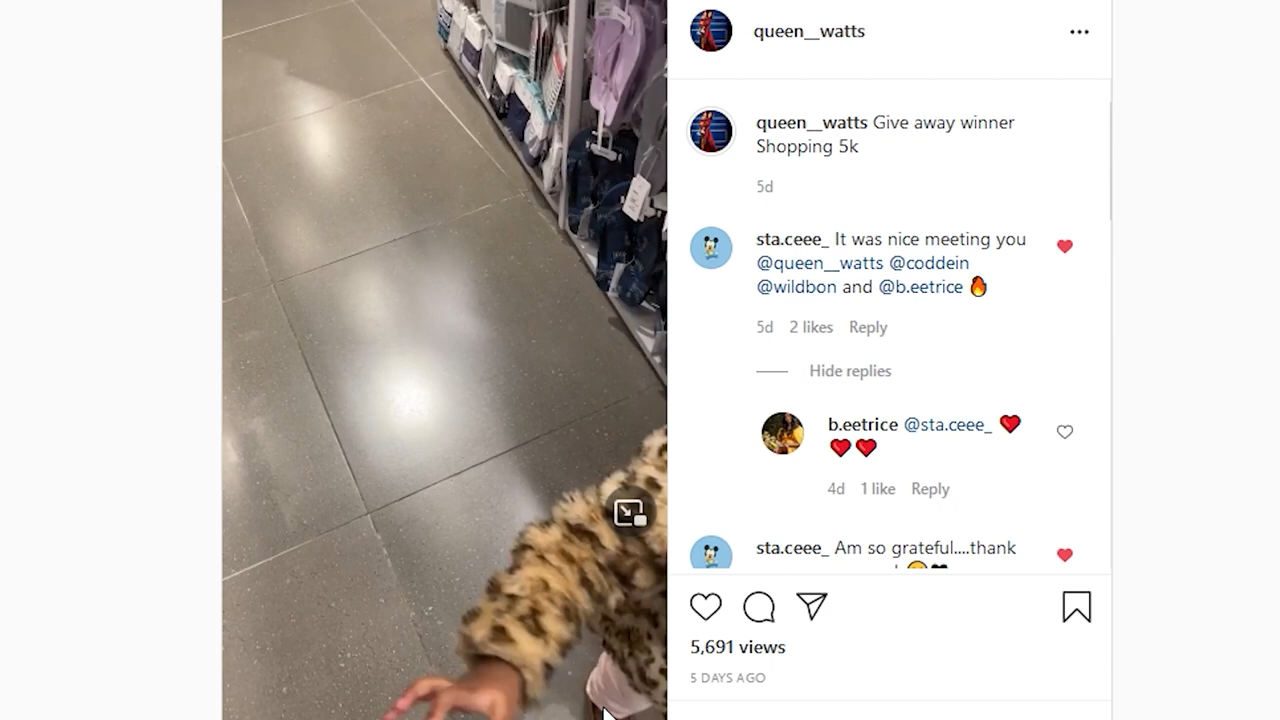 queen__watts
queen__watts Give away winner
Shopping 5k
5d
sta.ceee_ It was nice meeting you
@queen__watts @coddein
@wildbon and @b.eetrice 🔥
5d 2 likes Reply
Hide replies
b.eetrice @sta.ceee_ ❤️
❤️❤️
4d 1 like Reply
sta.ceee_ Am so grateful....thank
5,691 views
5 DAYS AGO